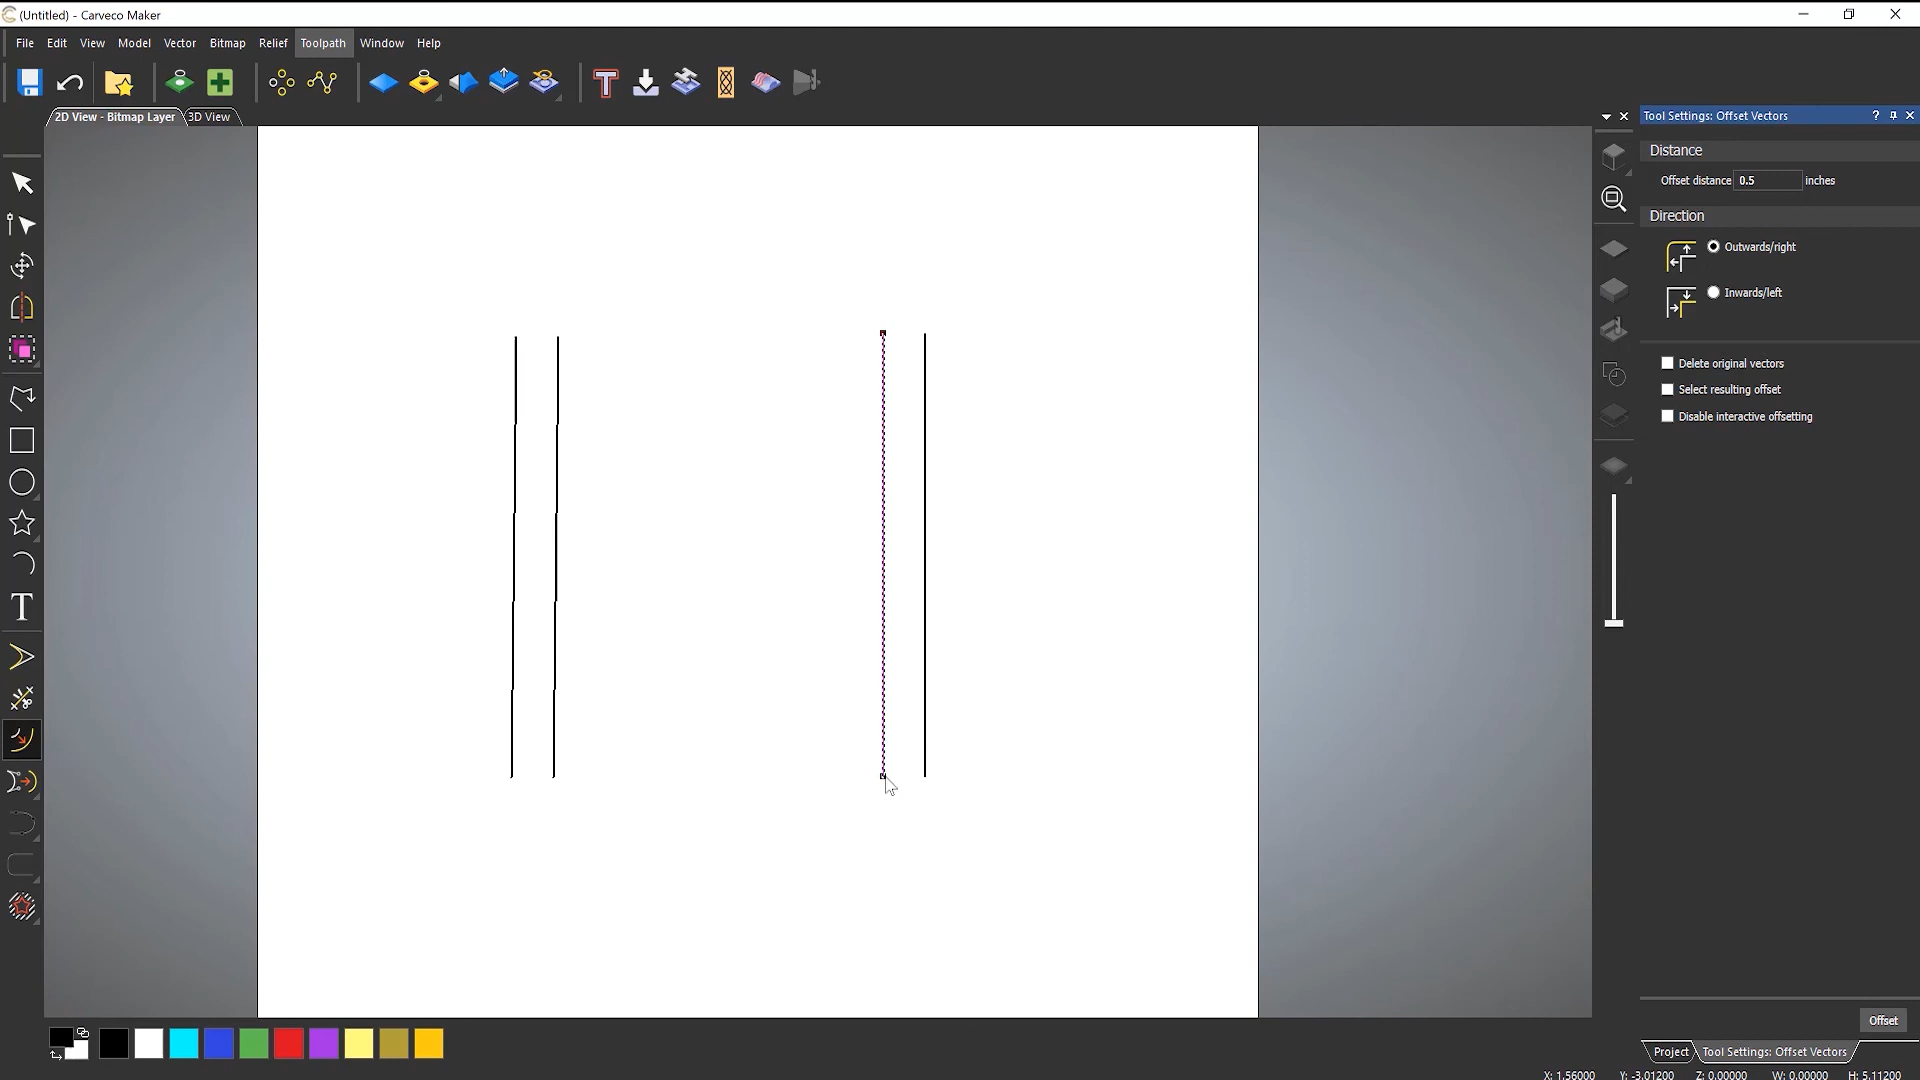 (Untitled) - Carveco Maker
File Edit View Model Vector Bitmap Relief Toolpath Window Help
2D View - Bitmap Layer 3D View
Tool Settings: Offset Vectors
Distance
Offset distance 0.5 inches
Direction
Outwards/right
Inwards/left
Delete original vectors
Select resulting offset
Disable interactive offsetting
Offset
Project Tool Settings: Offset Vectors
X: 1.56000 Y: -3.01200 Z: 0.00000 W: 0.00000 H: 5.11200